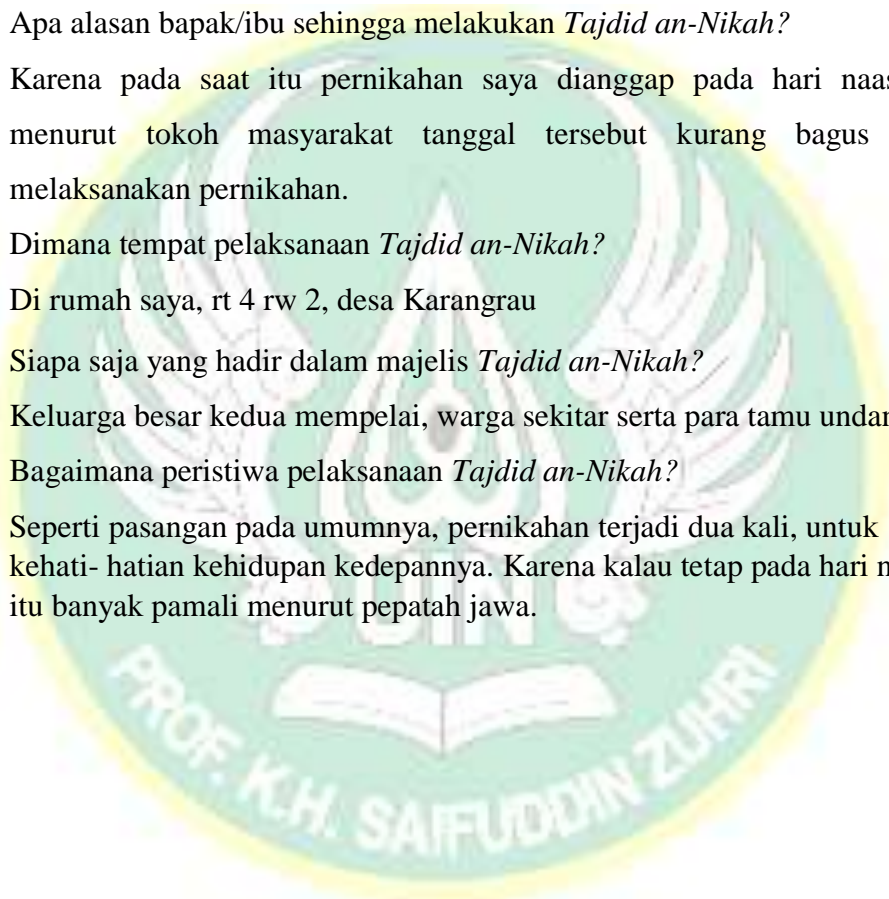 Apa alasan bapak/ibu sehingga melakukan Tajdid an-Nikah?
Karena pada saat itu pernikahan saya dianggap pada hari naas
menurut tokoh masyarakat tanggal tersebut kurang bagus
melaksanakan pernikahan.
Dimana tempat pelaksanaan Tajdid an-Nikah?
Di rumah saya, rt 4 rw 2, desa Karangrau
Siapa saja yang hadir dalam majelis Tajdid an-Nikah?
Keluarga besar kedua mempelai, warga sekitar serta para tamu
Bagaimana peristiwa pelaksanaan Tajdid an-Nikah?
Seperti pasangan pada umumnya, pernikahan terjadi dua kali, untuk
kehati- hatian kehidupan kedepannya. Karena kalau tetap pada hari
itu banyak pamali menurut pepatah jawa.
UIN
PROF. K.H. SAIFUDDIN ZUHRI